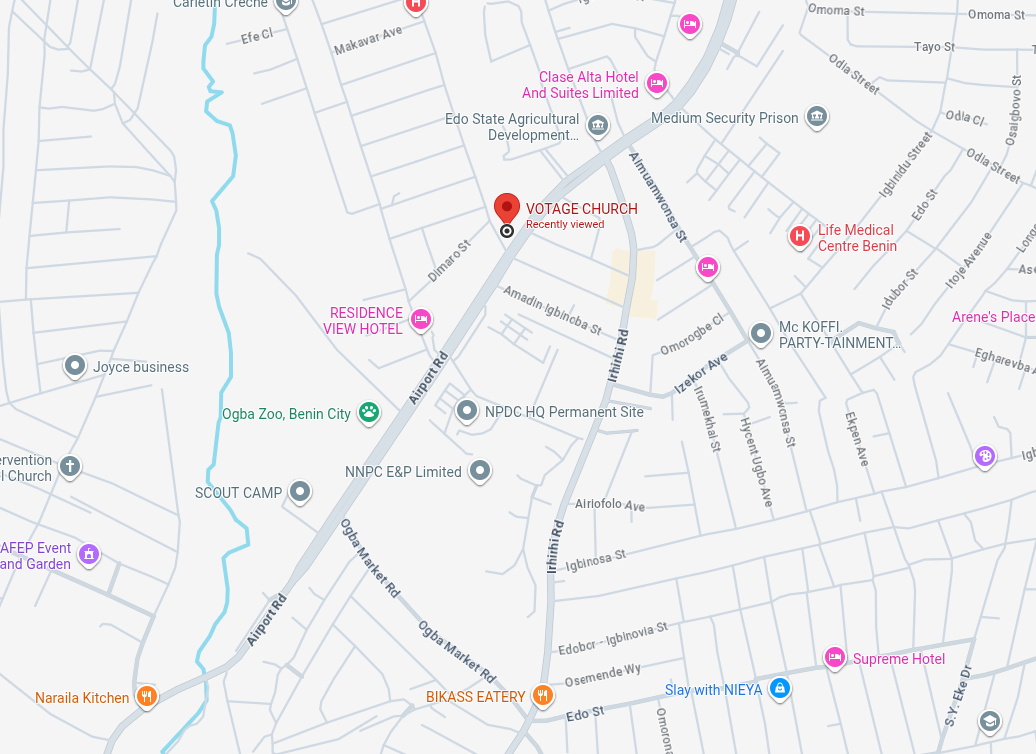 Carletin Creche
Efe Cl
Makavar Ave
Omoma St
Omoma St
Tayo St
Clase Alta Hotel
And Suites Limited
Odia Street
Osaigbovo St
Edo State Agricultural
Development...
Medium Security Prison
Odia Cl
Odia Street
Igbinidu Street
Aimuamwonsa St
Edo St
VOTAGE CHURCH
Recently viewed
Life Medical
Centre Benin
Dimaro St
Itoje Avenue
Idubor St
Amadin Igbincba St
RESIDENCE
VIEW HOTEL
Arene's Place
Mc KOFFI.
PARTY-TAINMENT...
Omorogbe Cl
Irhirhi Rd
Egharevba A
Joyce business
Airport Rd
Izekor Ave
Aimuamwcnsa St
Irumekhai St
Ogba Zoo, Benin City
NPDC HQ Permanent Site
Hycent Ugbo Ave
Ekpen Ave
ervention
l Church
NNPC E&P Limited
SCOUT CAMP
Airiofolo Ave
Ogba Market Rd
Irhirhi Rd
Igbinosa St
AFEP Event
and Garden
Airport Rd
Ogba Market Rd
Edobcr - Igbinovia St
Osemende Wy
Supreme Hotel
Naraila Kitchen
BIKASS EATERY
Slay with NIEYA
Edo St
S.Y. Eke Dr